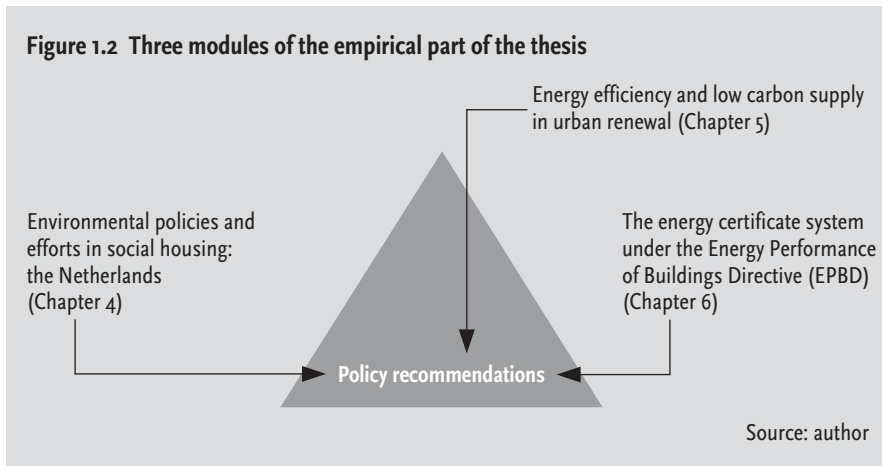 Figure 1.2 Three modules of the empirical part of the thesis
Energy efficiency and low carbon supply
in urban renewal (Chapter 5)
Environmental policies and
efforts in social housing:
the Netherlands
(Chapter 4)
The energy certificate system
under the Energy Performance
of Buildings Directive (EPBD)
(Chapter 6)
Policy recommendations
Source: author